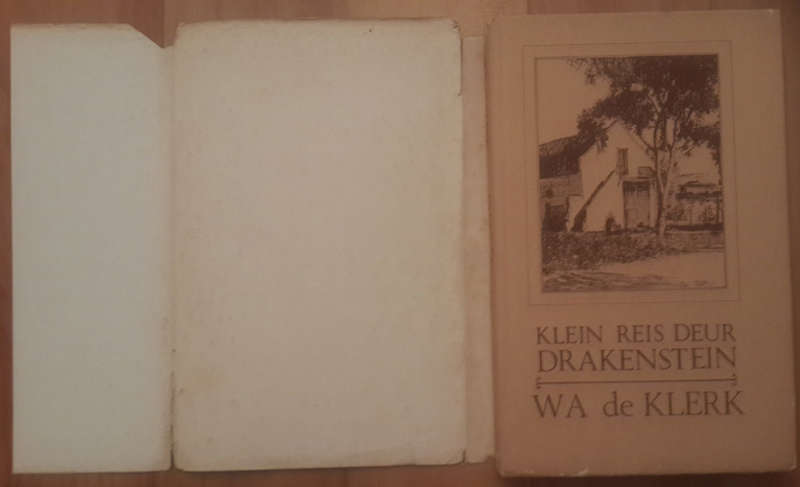 KLEIN REIS DEUR
DRAKENSTEIN
WA de KLERK